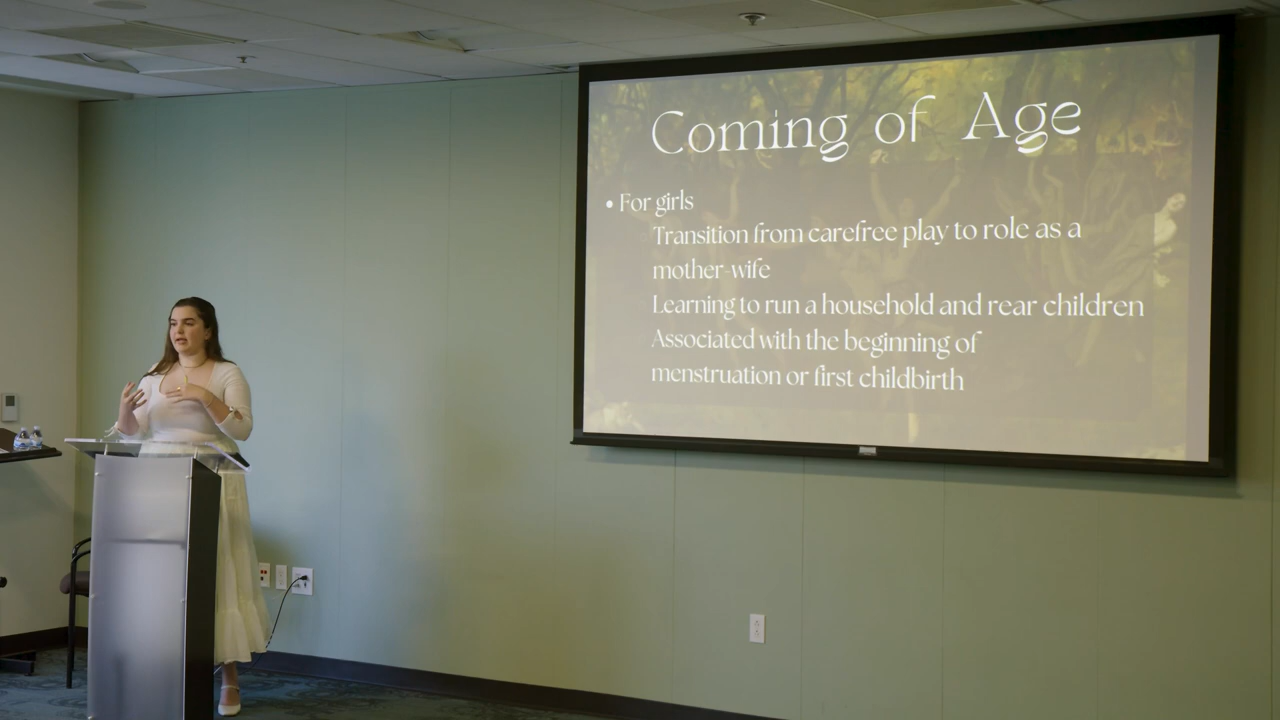 Coming of Age
• For girls
Transition from carefree play to role as a
mother-wife
Learning to run a household and rear children
Associated with the beginning of
menstruation or first childbirth